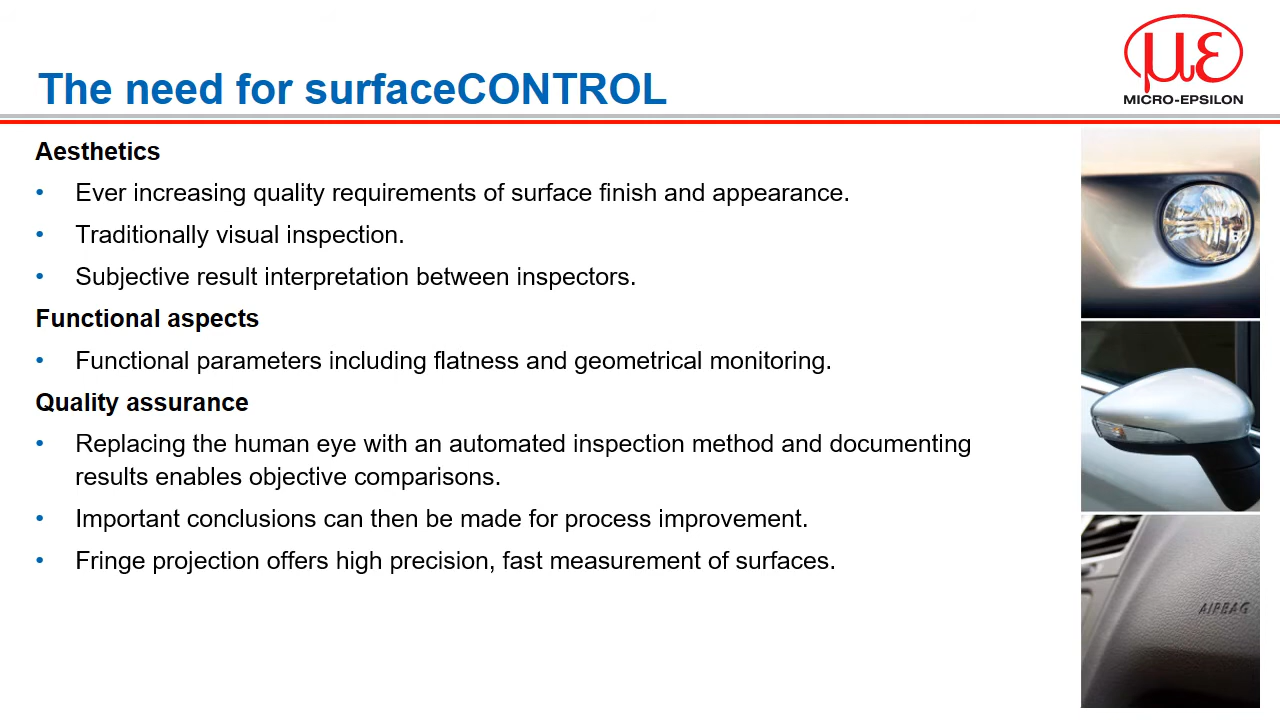 The need for surfaceCONTROL
με
MICRO-EPSILON
Aesthetics
• Ever increasing quality requirements of surface finish and appearance.
• Traditionally visual inspection.
• Subjective result interpretation between inspectors.
Functional aspects
• Functional parameters including flatness and geometrical monitoring.
Quality assurance
• Replacing the human eye with an automated inspection method and documenting
results enables objective comparisons.
• Important conclusions can then be made for process improvement.
• Fringe projection offers high precision, fast measurement of surfaces.
AIRBAG